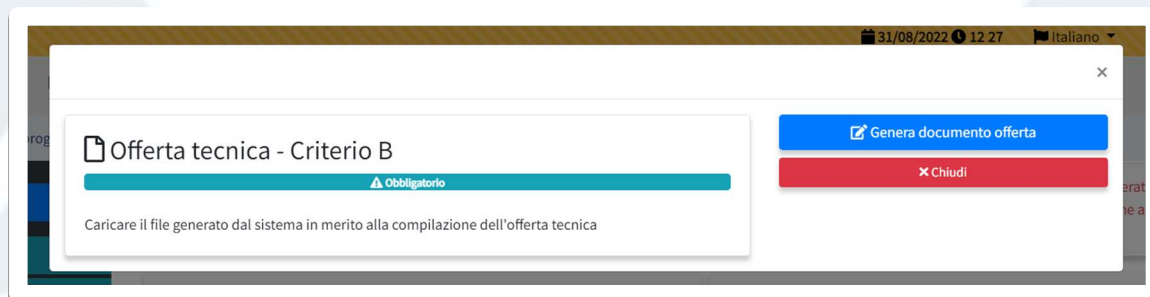 31/08/2022 12 27 Italiano
×
Offerta tecnica - Criterio B
Obbligatorio
Caricare il file generato dal sistema in merito alla compilazione dell'offerta tecnica
Genera documento offerta
Chiudi